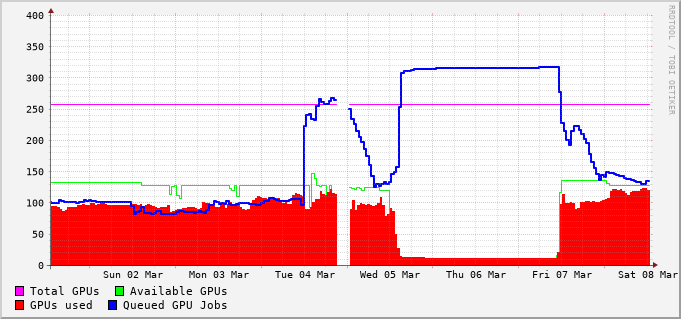 400
350
300
250
200
150
100
50
0
Sun 02 Mar Mon 03 Mar Tue 04 Mar Wed 05 Mar Thu 06 Mar Fri 07 Mar Sat 08 Mar
Total GPUs Available GPUs
GPUs used Queued GPU Jobs
RRDTOOL / TOBI OETIKER